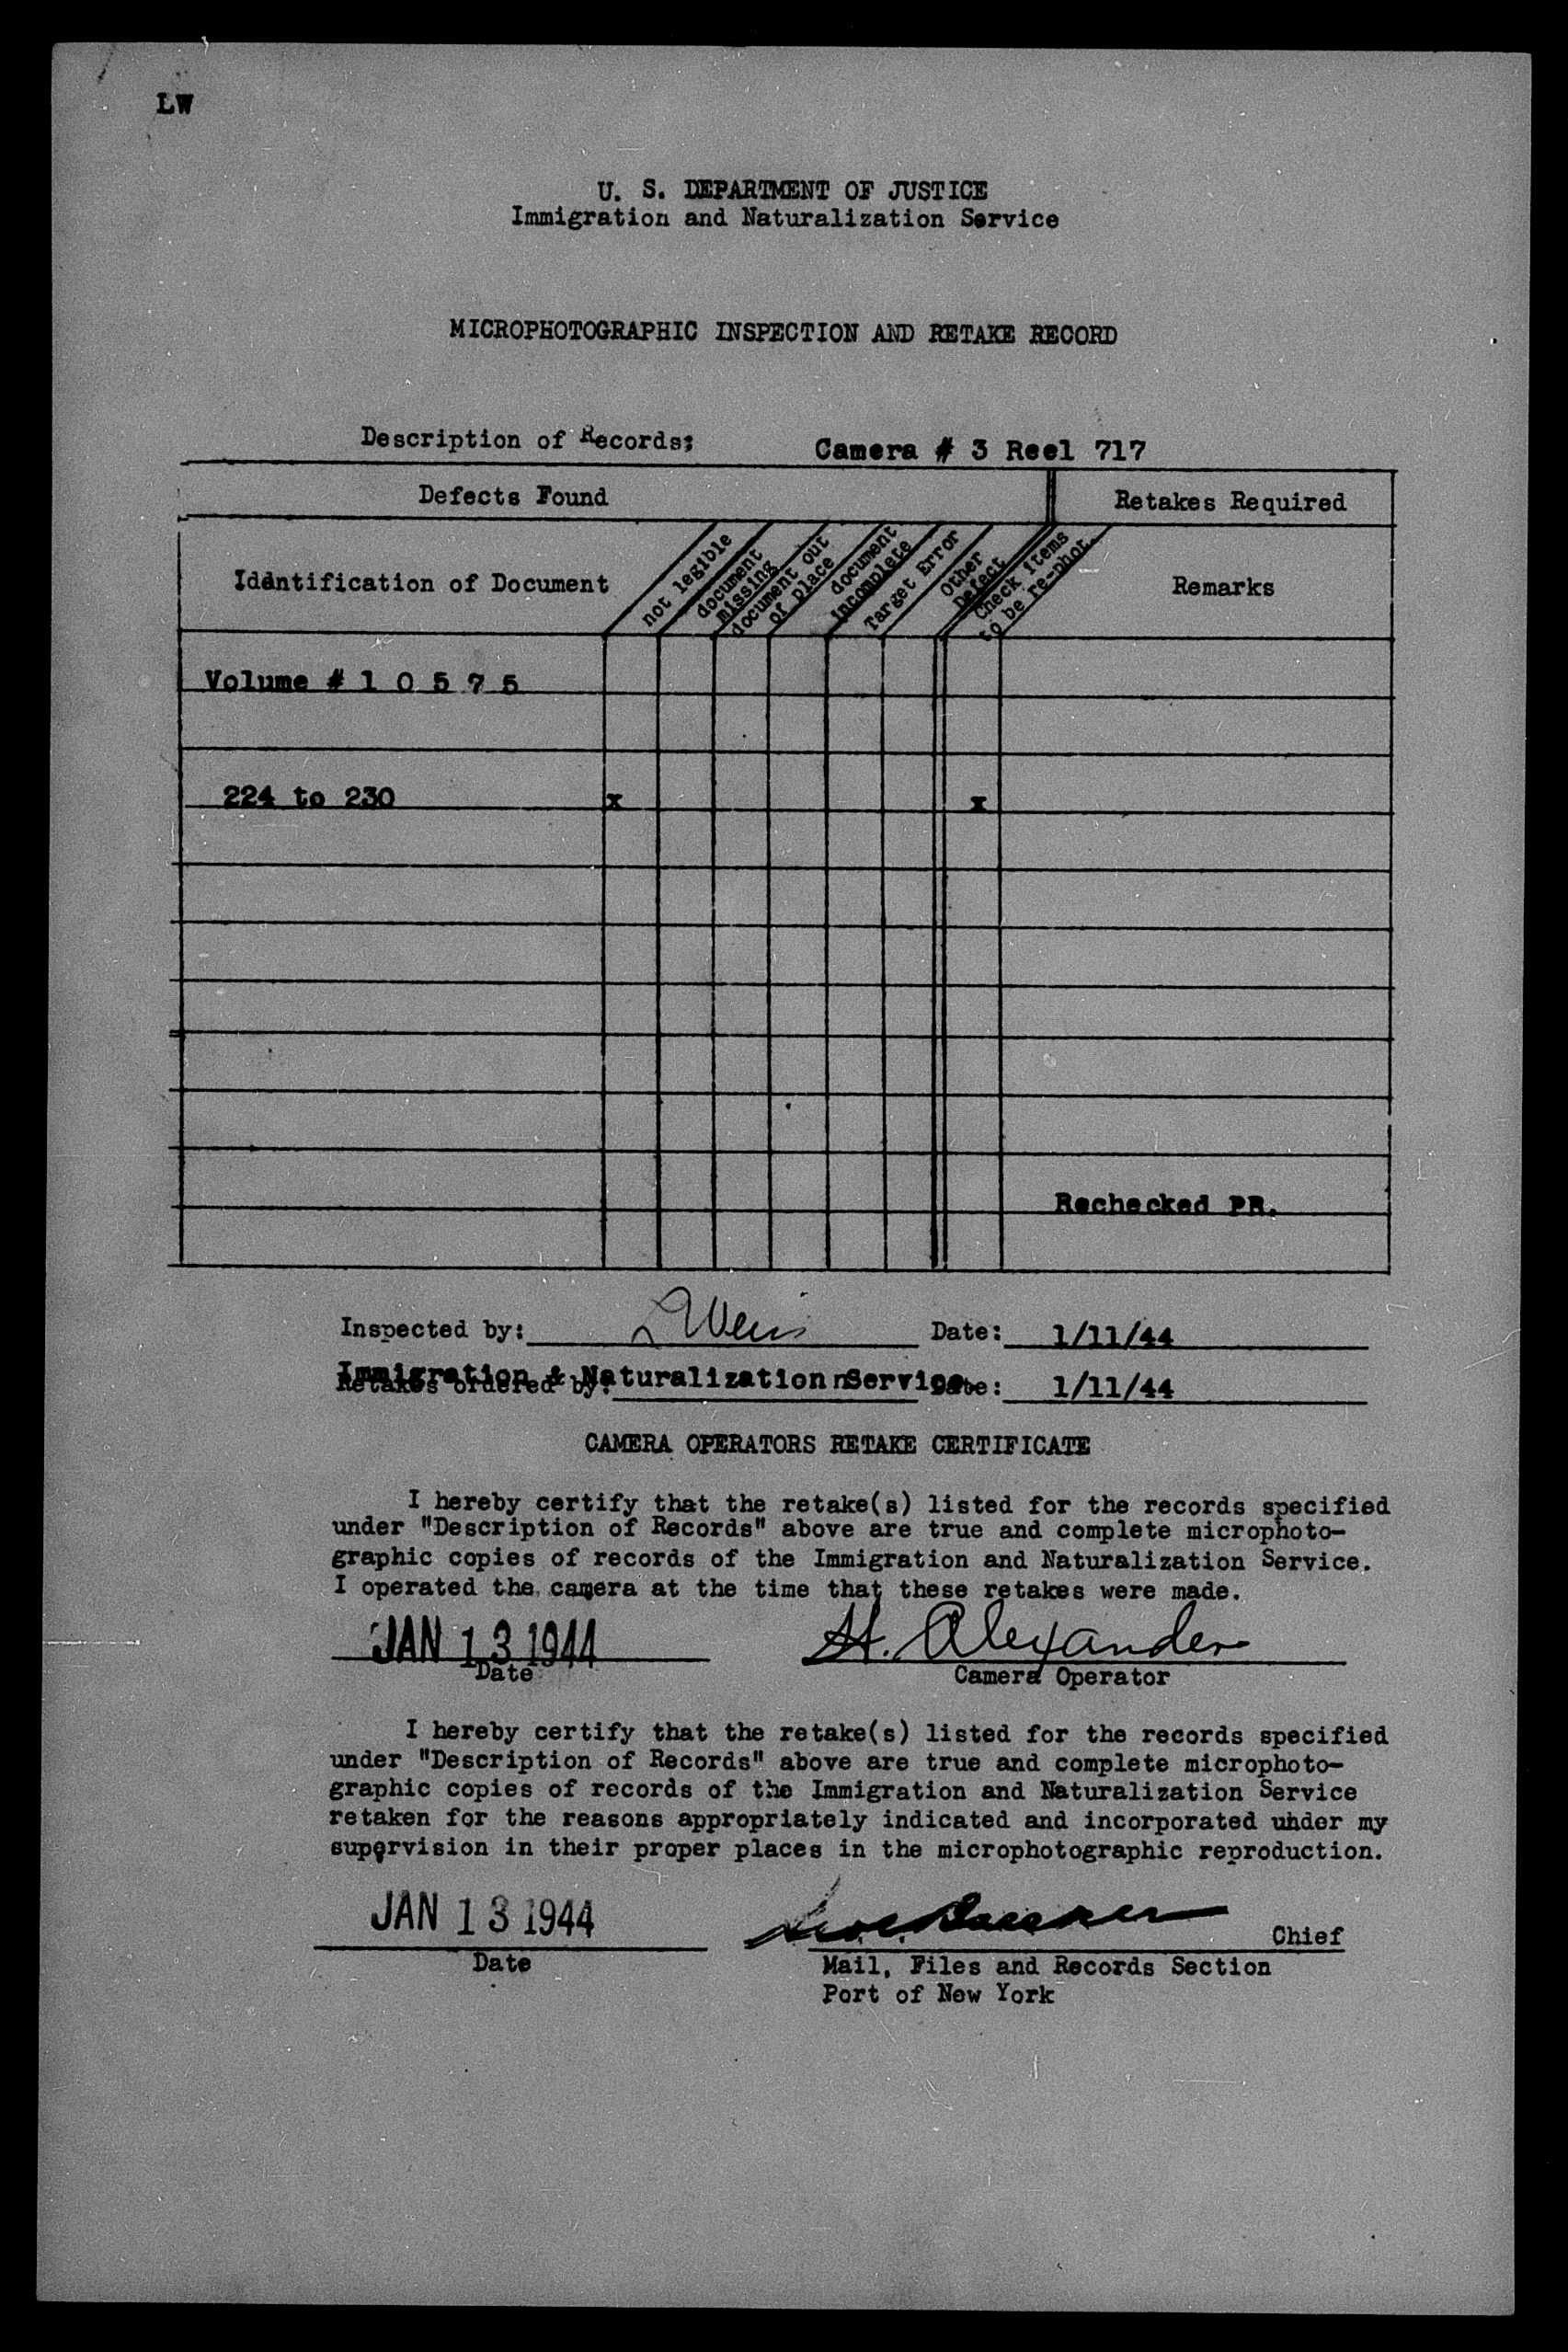 LW
U. S. DEPARTMENT OF JUSTICE
Immigration and Naturalization Service
MICROPHOTOGRAPHIC INSPECTION AND RETAKE RECORD
Description of Records; Camera # 3 Reel 717
Defects Found Retakes Required
Identification of Document
not legible
document
missing
document out
of place
document
incomplete
Target Error
Other
Defect
Check items
to be re-phot.
Remarks
Volume # 1 0 5 7 5
224 to 230 x x
Rechecked PR.
Inspected by: L Weis Date: 1/11/44
Immigration & Naturalization Service.
Retakes ordered by: Date: 1/11/44
CAMERA OPERATORS RETAKE CERTIFICATE
I hereby certify that the retake(s) listed for the records specified
under "Description of Records" above are true and complete microphoto-
graphic copies of records of the Immigration and Naturalization Service.
I operated the camera at the time that these retakes were made.
JAN 13 1944 H. Alexander
Date Camera Operator
I hereby certify that the retake(s) listed for the records specified
under "Description of Records" above are true and complete microphoto-
graphic copies of records of the Immigration and Naturalization Service
retaken for the reasons appropriately indicated and incorporated under my
supervision in their proper places in the microphotographic reproduction.
JAN 13 1944 Chief
Date Mail, Files and Records Section
Port of New York